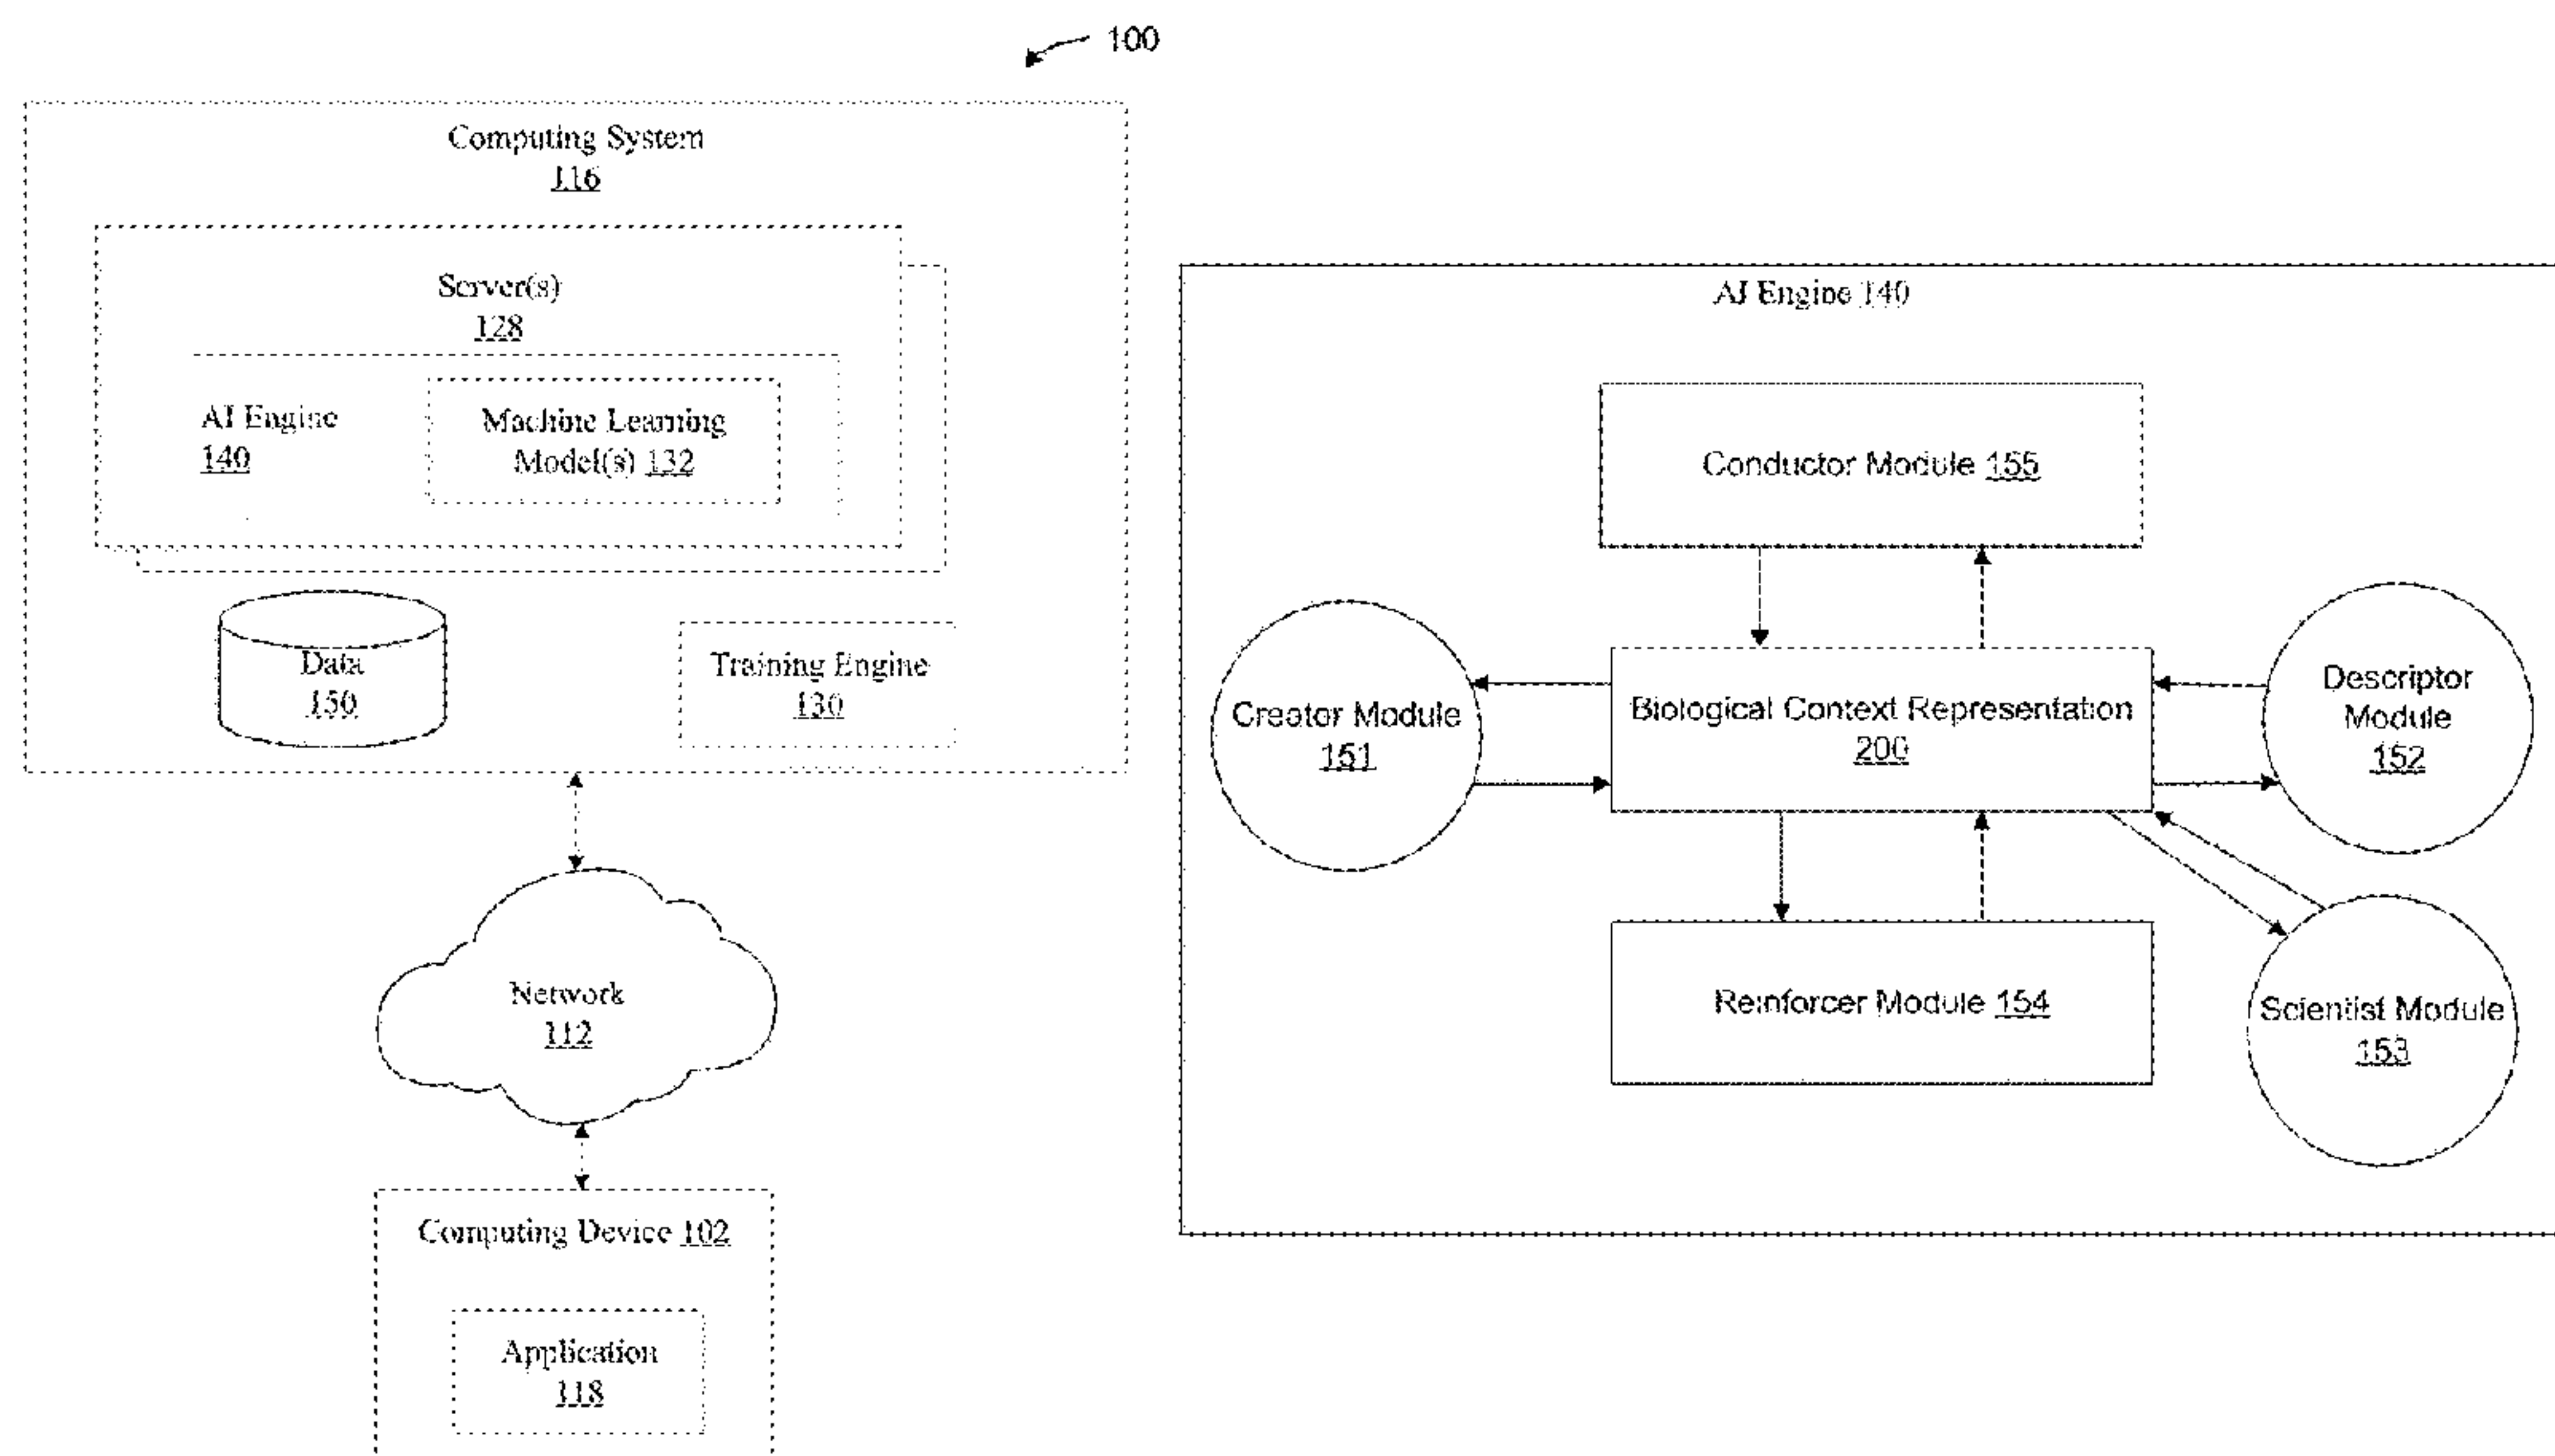 100
Computing System
116
Server(s)
128
AI Engine
140
Machine Learning
Model(s) 132
Data
150
Training Engine
130
Network
112
Computing Device 102
Application
118
AI Engine 140
Conductor Module 155
Creator Module
151
Biological Context Representation
200
Descriptor
Module
152
Reinforcer Module 154
Scientist Module
153